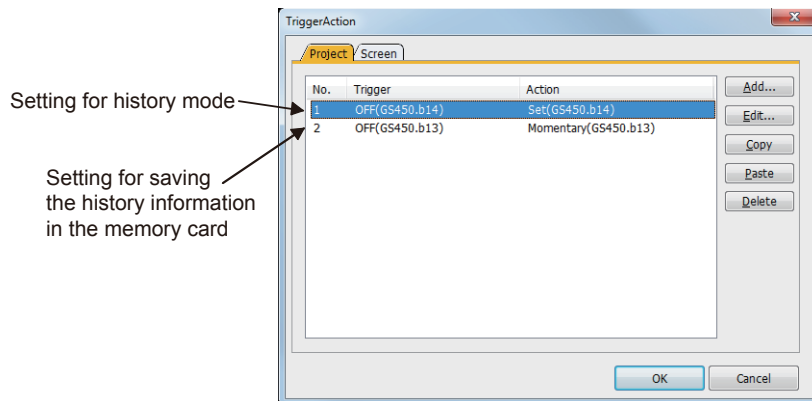 TriggerAction
Project Screen
No. Trigger Action
1 OFF(GS450.b14) Set(GS450.b14)
2 OFF(GS450.b13) Momentary(GS450.b13)
Add...
Edit...
Copy
Paste
Delete
OK Cancel
Setting for history mode
Setting for saving
the history information
in the memory card